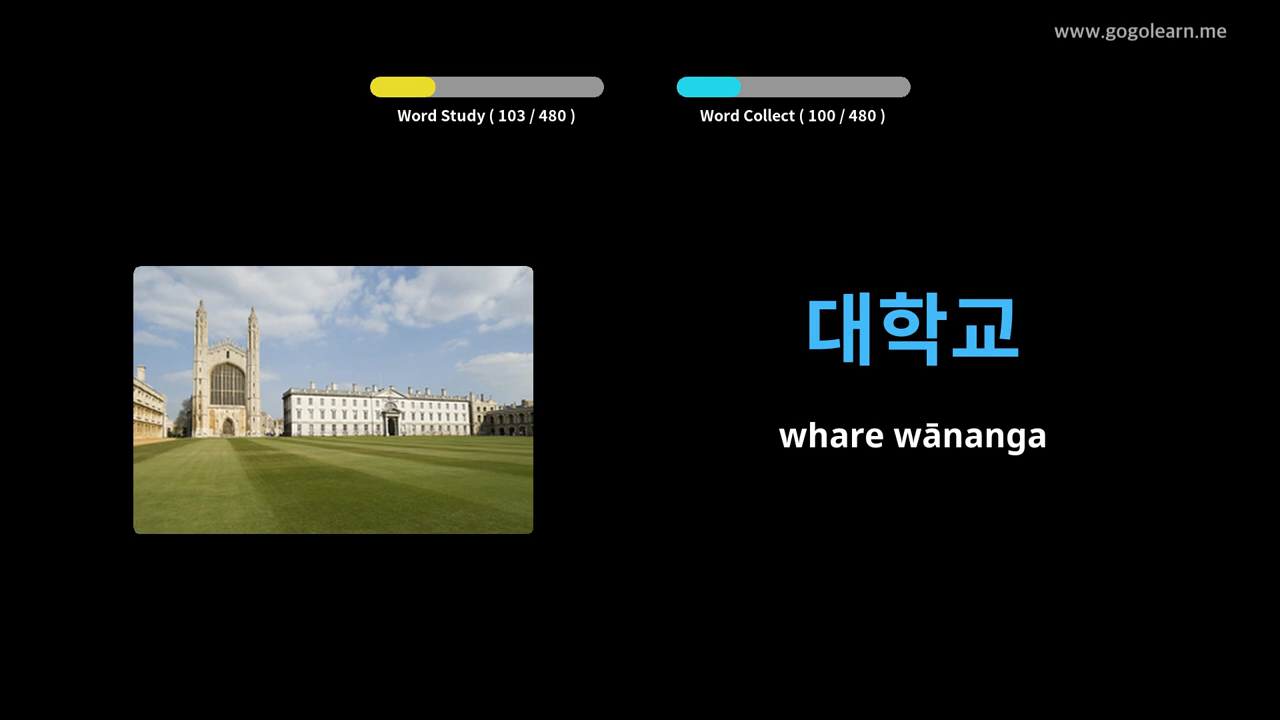 www.gogolearn.me
Word Study ( 103 / 480 )
Word Collect ( 100 / 480 )
대학교
whare wānanga